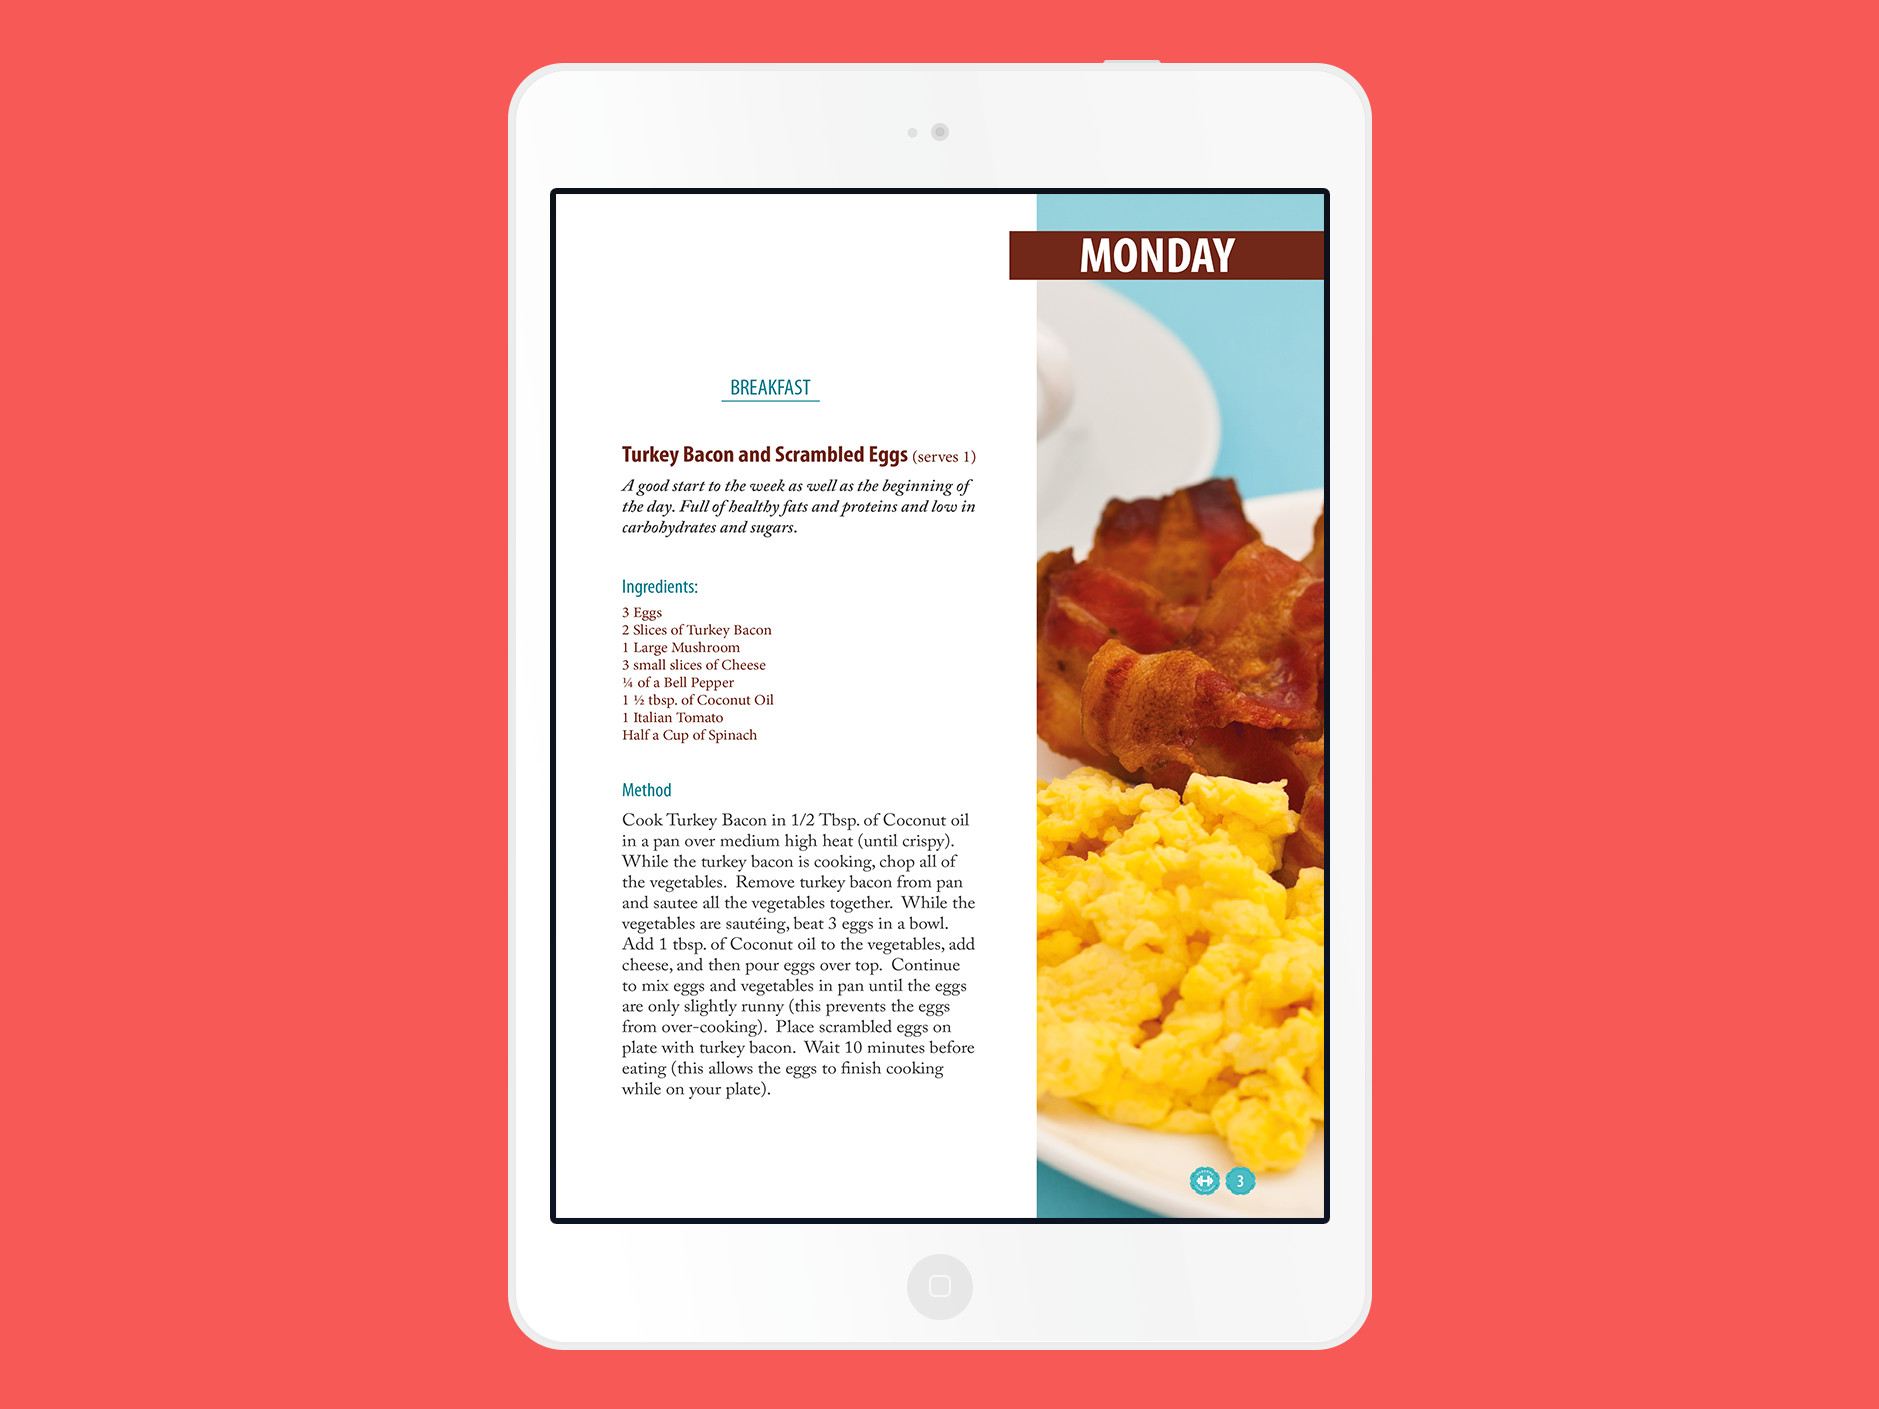 MONDAY
BREAKFAST
Turkey Bacon and Scrambled Eggs (serves 1)
A good start to the week as well as the beginning of
the day. Full of healthy fats and proteins and low in
carbohydrates and sugars.
Ingredients:
3 Eggs
2 Slices of Turkey Bacon
1 Large Mushroom
3 small slices of Cheese
¼ of a Bell Pepper
1 ½ tbsp. of Coconut Oil
1 Italian Tomato
Half a Cup of Spinach
Method
Cook Turkey Bacon in 1/2 Tbsp. of Coconut oil
in a pan over medium high heat (until crispy).
While the turkey bacon is cooking, chop all of
the vegetables.  Remove turkey bacon from pan
and sautee all the vegetables together.  While the
vegetables are sautéing, beat 3 eggs in a bowl.
Add 1 tbsp. of Coconut oil to the vegetables, add
cheese, and then pour eggs over top.  Continue
to mix eggs and vegetables in pan until the eggs
are only slightly runny (this prevents the eggs
from over-cooking).  Place scrambled eggs on
plate with turkey bacon.  Wait 10 minutes before
eating (this allows the eggs to finish cooking
while on your plate).
3